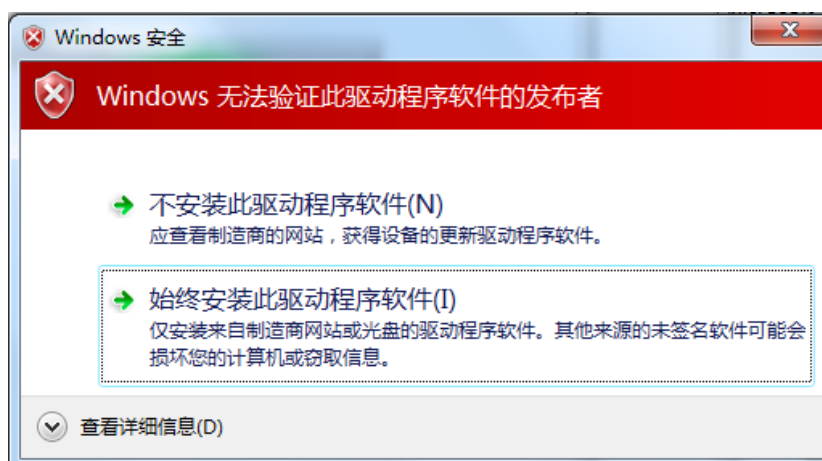 Windows 安全
Windows 无法验证此驱动程序软件的发布者
不安装此驱动程序软件(N)
应查看制造商的网站，获得设备的更新驱动程序软件。
始终安装此驱动程序软件(I)
仅安装来自制造商网站或光盘的驱动程序软件。其他来源的未签名软件可能会
损坏您的计算机或窃取信息。
查看详细信息(D)